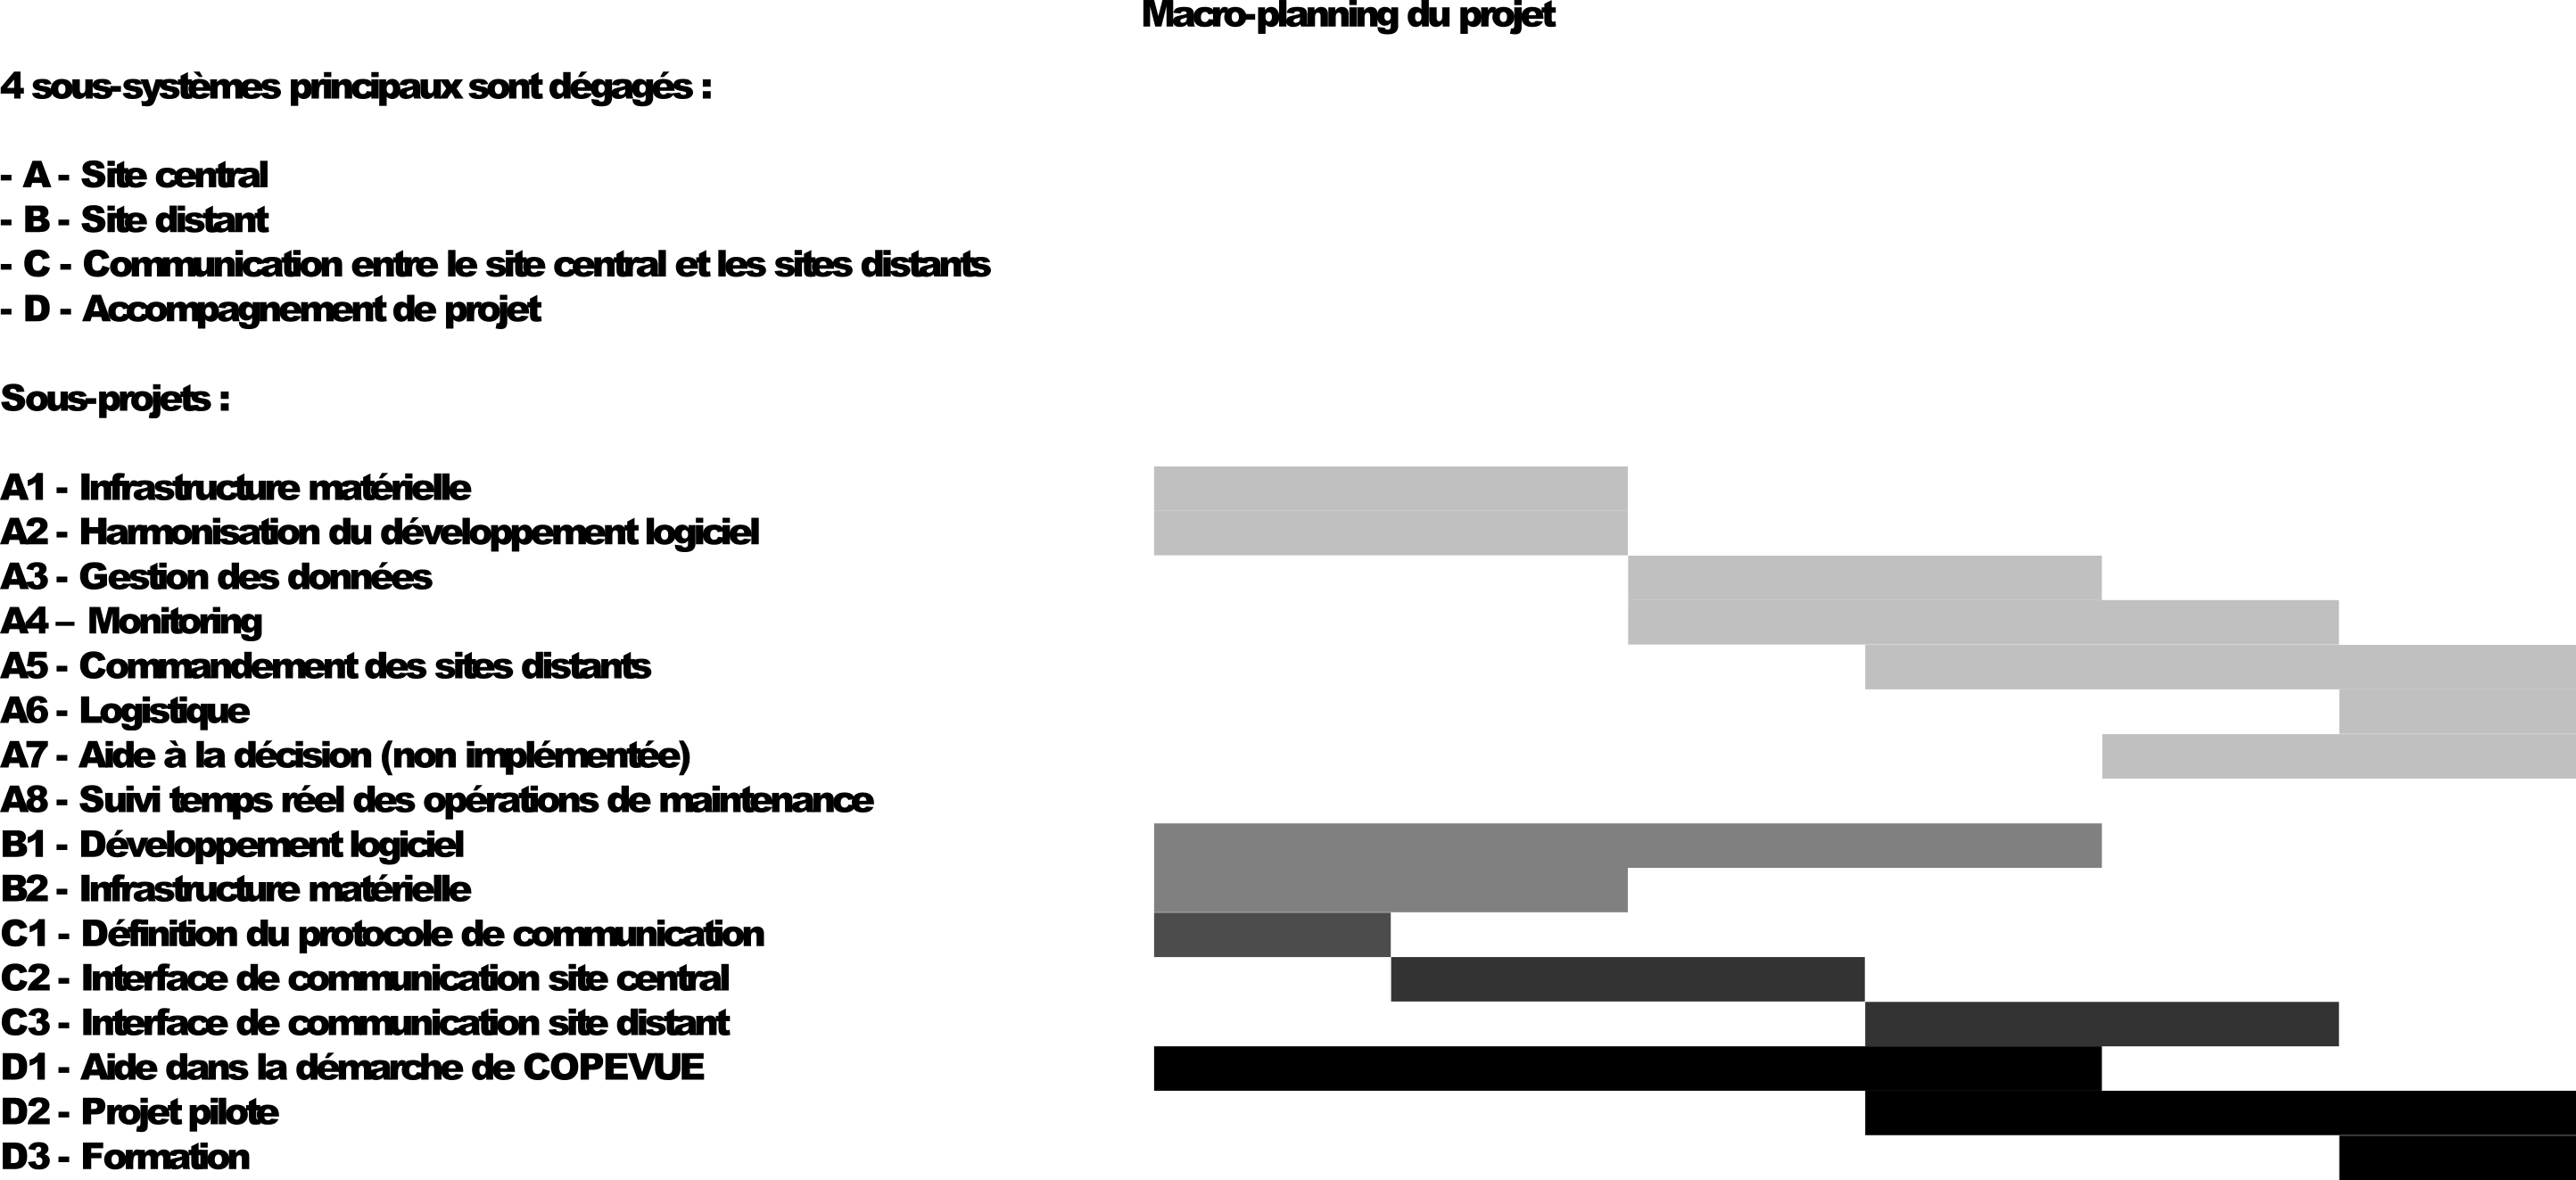 Macro-planning du projet
4 sous-systèmes principaux sont dégagés :
- A - Site central
- B - Site distant
- C - Communication entre le site central et les sites distants
- D - Accompagnement de projet
Sous-projets :
A1 - Infrastructure matérielle
A2 - Harmonisation du développement logiciel
A3 - Gestion des données
A4 – Monitoring
A5 - Commandement des sites distants
A6 - Logistique
A7 - Aide à la décision (non implémentée)
A8 - Suivi temps réel des opérations de maintenance
B1 - Développement logiciel
B2 - Infrastructure matérielle
C1 - Définition du protocole de communication
C2 - Interface de communication site central
C3 - Interface de communication site distant
D1 - Aide dans la démarche de COPEVUE
D2 - Projet pilote
D3 - Formation